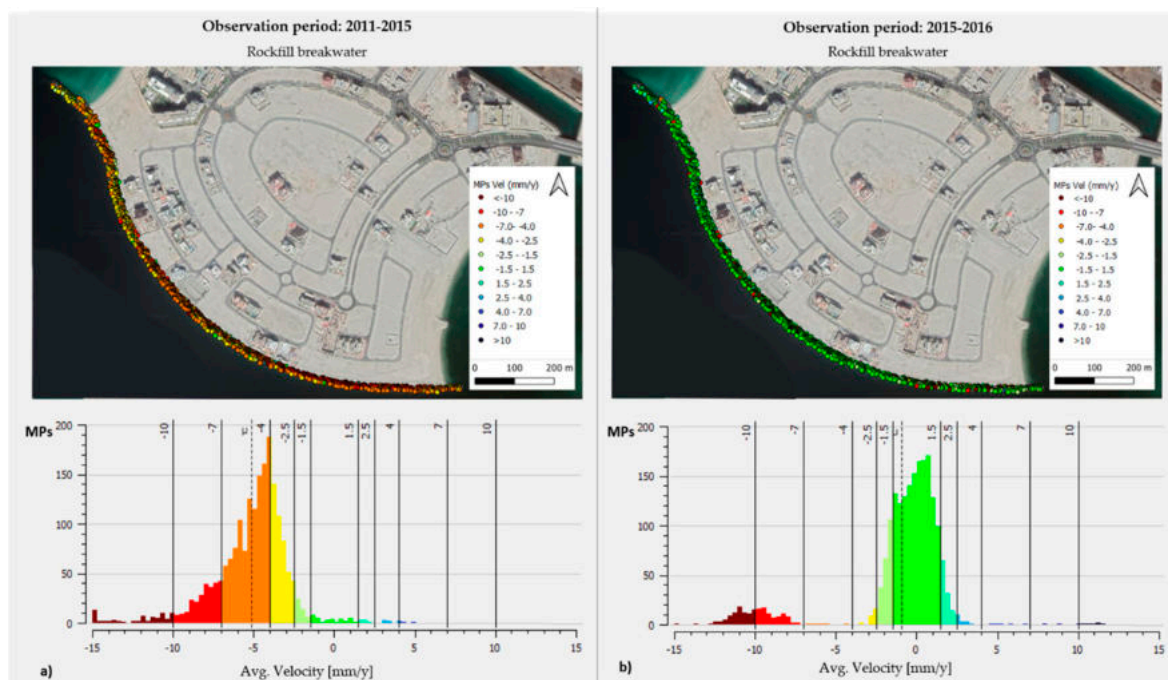 Observation period: 2011-2015
Rockfill breakwater
MPs Vel (mm/y)
<-10
-10 - -7
-7.0- -4.0
-4.0 - -2.5
-2.5 - -1.5
-1.5 - 1.5
1.5 - 2.5
2.5 - 4.0
4.0 - 7.0
7.0 - 10
>10
0 100 200 m
MPs
200
150
100
50
0
-10
-7
-4
-2.5
-1.5
1.5
2.5
4
7
10
-15 -10 -5 0 5 10 15
a)
Avg. Velocity [mm/y]
Observation period: 2015-2016
Rockfill breakwater
MPs Vel (mm/y)
<-10
-10 - -7
-7.0- -4.0
-4.0 - -2.5
-2.5 - -1.5
-1.5 - 1.5
1.5 - 2.5
2.5 - 4.0
4.0 - 7.0
7.0 - 10
>10
0 100 200 m
MPs
200
150
100
50
0
-10
-7
-4
-2.5
-1.5
1.5
2.5
4
7
10
-15 -10 -5 0 5 10 15
b)
Avg. Velocity [mm/y]